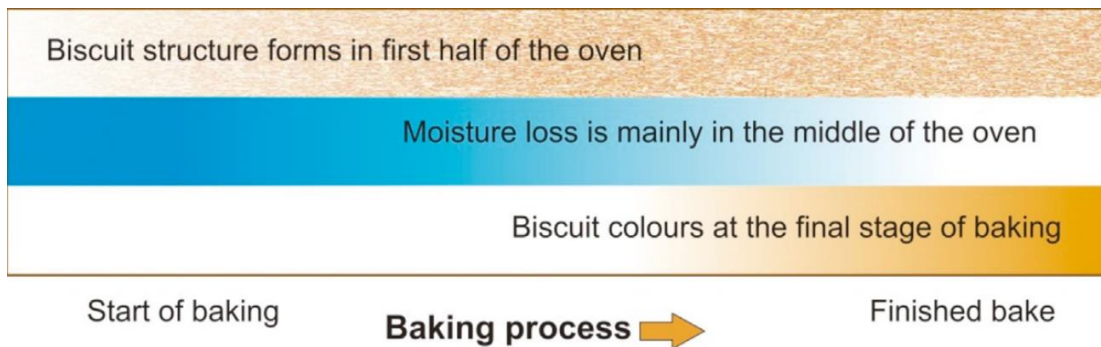 Biscuit structure forms in first half of the oven
Moisture loss is mainly in the middle of the oven
Biscuit colours at the final stage of baking
Start of baking
Baking process
Finished bake